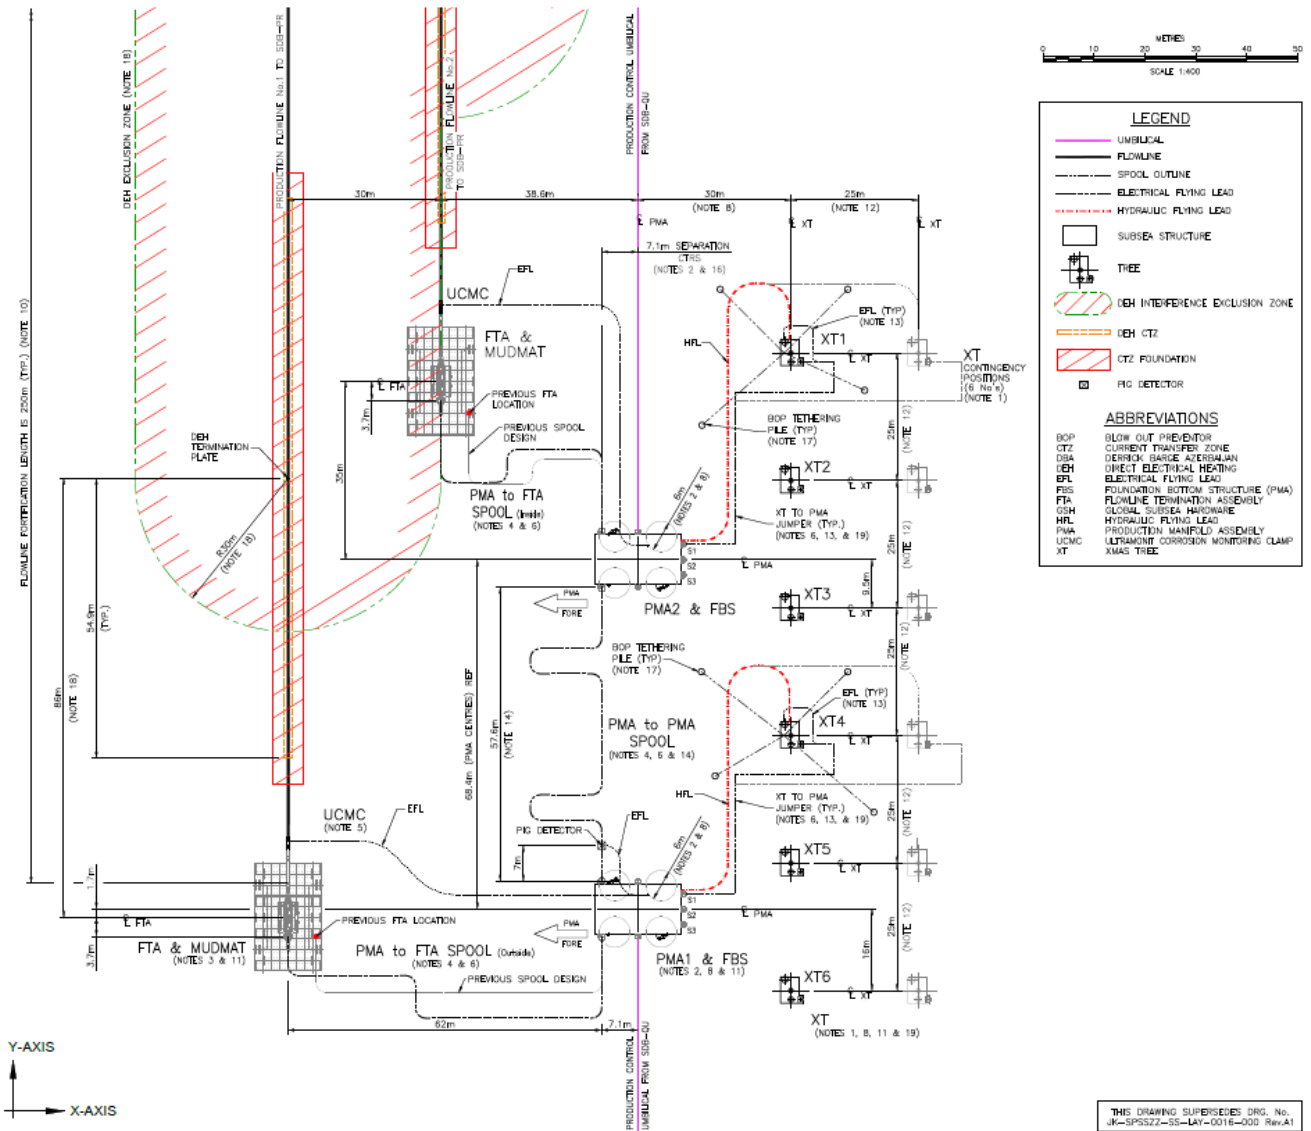 METRES
0 10 20 30 40 50
SCALE 1:400
LEGEND
UMBILICAL
FLOWLINE
SPOOL OUTLINE
ELECTRICAL FLYING LEAD
HYDRAULIC FLYING LEAD
SUBSEA STRUCTURE
TREE
DEH INTERFERENCE EXCLUSION ZONE
DEH CTZ
CTZ FOUNDATION
PIG DETECTOR
ABBREVIATIONS
BOP BLOW OUT PREVENTOR
CTZ CURRENT TRANSFER ZONE
DBA DERRICK BARGE AZERBAIJAN
DEH DIRECT ELECTRICAL HEATING
EFL ELECTRICAL FLYING LEAD
FBS FOUNDATION BOTTOM STRUCTURE (PMA)
FTA FLOWLINE TERMINATION ASSEMBLY
GSH GLOBAL SUBSEA HARDWARE
HFL HYDRAULIC FLYING LEAD
PMA PRODUCTION MANIFOLD ASSEMBLY
UCMC ULTRAMONIT CORROSION MONITORING CLAMP
XT XMAS TREE
FLOWLINE FORTIFICATION LENGTH IS 250m (TYP.) (NOTE 10)
DEH EXCLUSION ZONE (NOTE 18)
PRODUCTION FLOWLINE No.1 TO SDB-PR
PRODUCTION FLOWLINE No.2
TO SDB-PR
PRODUCTION CONTROL UMBILICAL
FROM SDB-QU
30m
38.6m
30m
(NOTE 8)
25m
(NOTE 12)
℄ PMA
℄ XT
℄ XT
7.1m SEPARATION
CTRS
(NOTES 2 & 16)
EFL
UCMC
FTA &
MUDMAT
℄ FTA
3.7m
PREVIOUS FTA
LOCATION
PREVIOUS SPOOL
DESIGN
35m
PMA to FTA
SPOOL (Inside)
(NOTES 4 & 6)
DEH
TERMINATION
PLATE
R30m
(NOTE 18)
54.9m
(TYP.)
86m
(NOTE 18)
HFL
EFL (TYP)
(NOTE 13)
XT1
℄ XT
XT
CONTINGENCY
POSITIONS
(6 No's)
(NOTE 1)
BOP TETHERING
PILE (TYP)
(NOTE 17)
25m
(NOTE 12)
XT2
℄ XT
6m
(NOTES 2 & 8)
XT TO PMA
JUMPER (TYP.)
(NOTES 6, 13, & 19)
25m
(NOTE 12)
S1
S2
S3
℄ PMA
9.5m
PMA
FORE
PMA2 & FBS
XT3
℄ XT
BOP TETHERING
PILE (TYP)
(NOTE 17)
25m
(NOTE 12)
68.4m (PMA CENTRES) REF
57.6m
(NOTE 14)
PMA to PMA
SPOOL
(NOTES 4, 6 & 14)
EFL (TYP)
(NOTE 13)
XT4
℄ XT
HFL
XT TO PMA
JUMPER (TYP.)
(NOTES 6, 13, & 19)
25m
(NOTE 12)
UCMC
(NOTE 5)
EFL
PIG DETECTOR
EFL
7m
6m
(NOTES 2 & 8)
XT5
℄ XT
1.7m
℄ FTA
3.7m
PREVIOUS FTA LOCATION
FTA & MUDMAT
(NOTES 3 & 11)
PMA to FTA SPOOL (Outside)
(NOTES 4 & 6)
PREVIOUS SPOOL DESIGN
PMA
FORE
S1
S2
S3
℄ PMA
PMA1 & FBS
(NOTES 2, 8 & 11)
16m
25m
(NOTE 12)
XT6
℄ XT
XT
(NOTES 1, 8, 11 & 19)
62m
7.1m
PRODUCTION CONTROL
UMBILICAL FROM SDB-QU
Y-AXIS
X-AXIS
THIS DRAWING SUPERSEDES DRG. No.
JK-SPSSZZ-SS-LAY-0016-000 Rev.A1